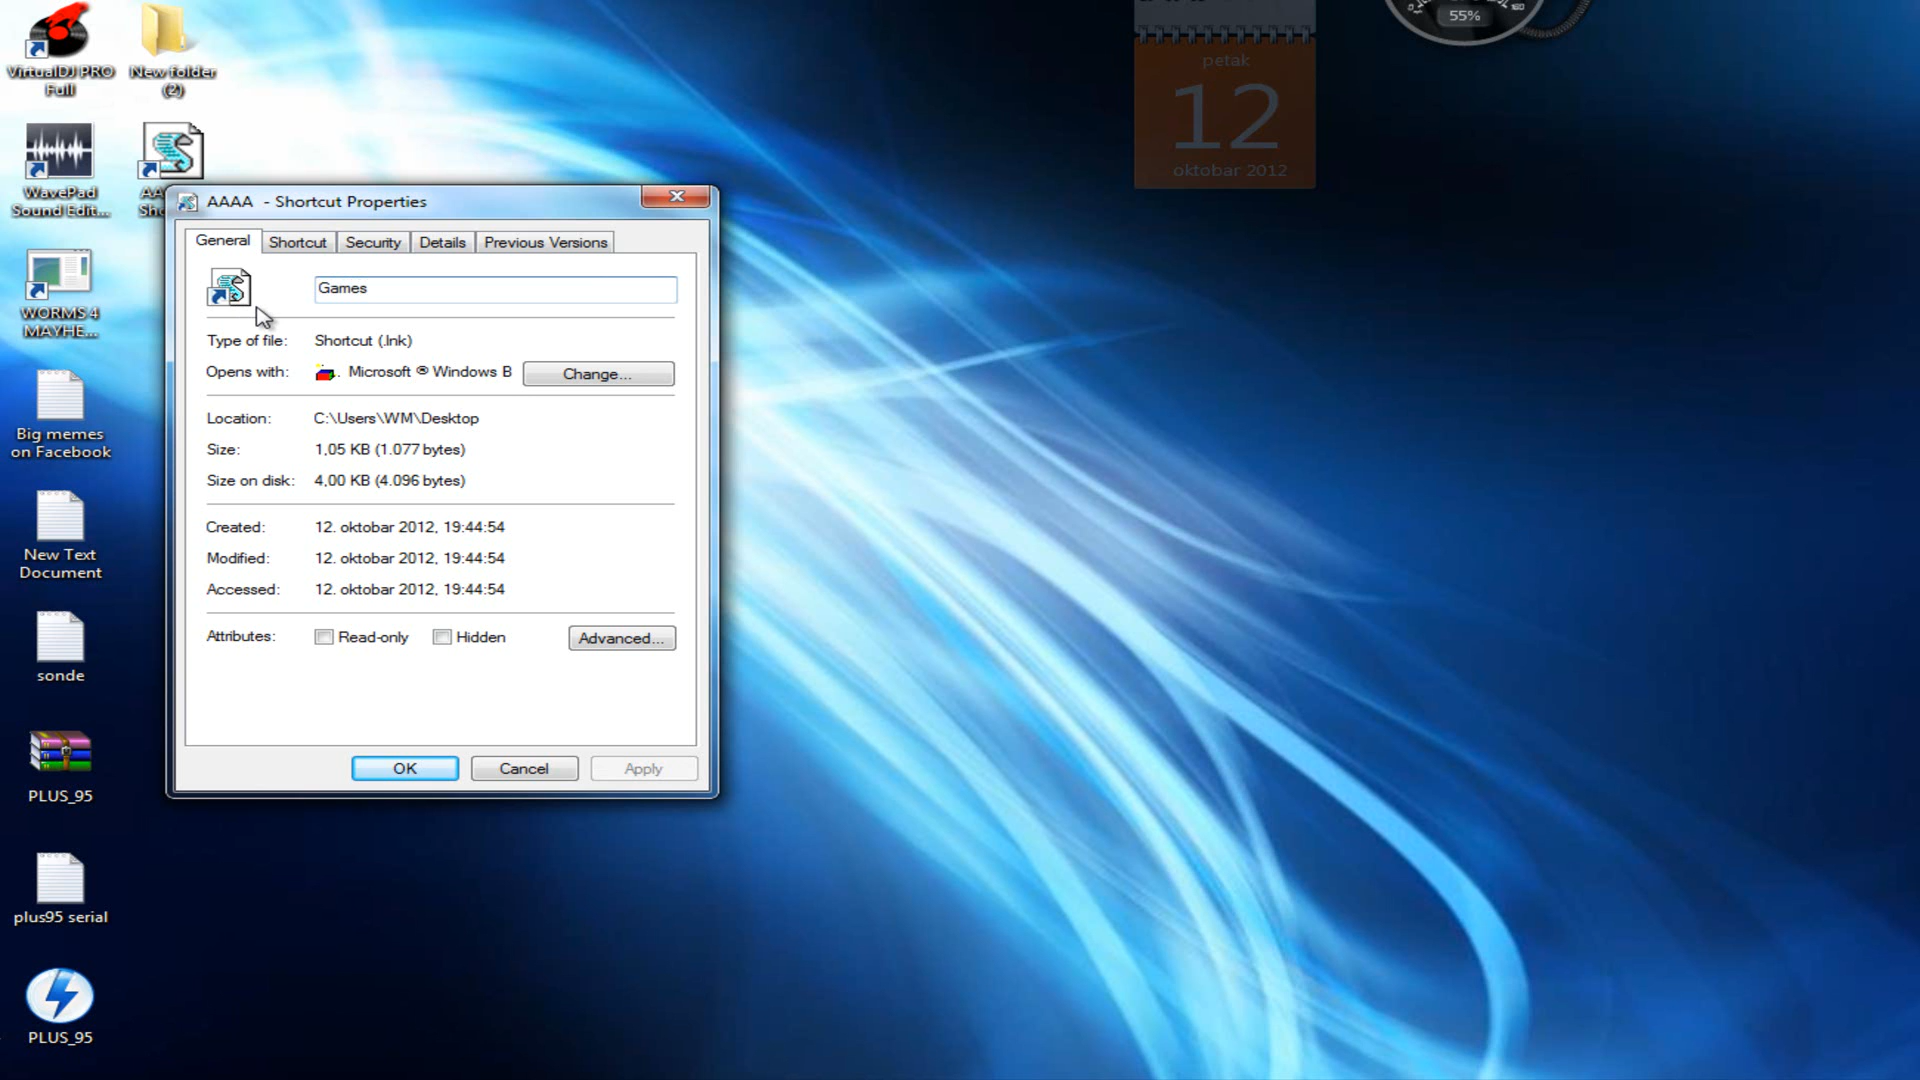 VirtualDJ PRO
Full
New folder
(2)
WavePad
Sound Edit...
WORMS 4
MAYHE...
Big memes
on Facebook
New Text
Document
sonde
PLUS_95
plus95 serial
PLUS_95
AAAA - Shortcut Properties
General Shortcut Security Details Previous Versions
Games
Type of file: Shortcut (.lnk)
Opens with: Microsoft ® Windows B Change...
Location: C:\Users\WM\Desktop
Size: 1,05 KB (1.077 bytes)
Size on disk: 4,00 KB (4.096 bytes)
Created: 12. oktobar 2012, 19:44:54
Modified: 12. oktobar 2012, 19:44:54
Accessed: 12. oktobar 2012, 19:44:54
Attributes: Read-only Hidden Advanced...
OK Cancel Apply
petak
12
oktobar 2012
55%